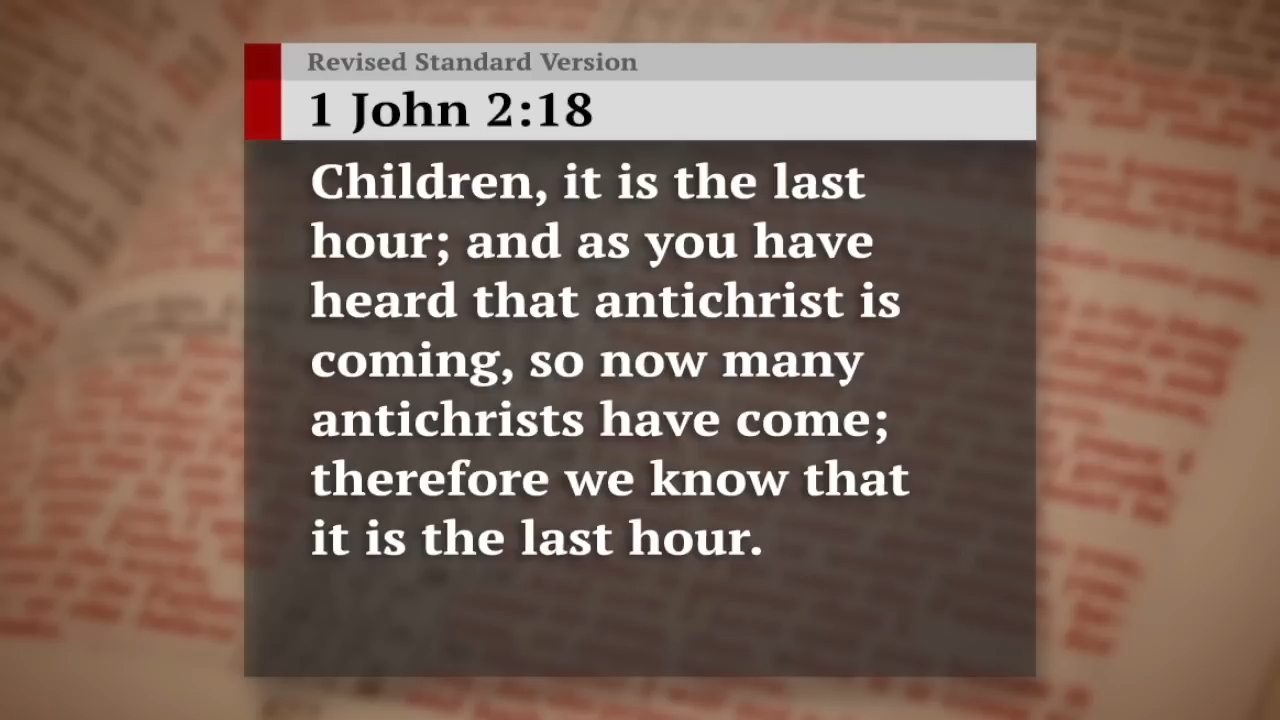 Revised Standard Version
1 John 2:18
Children, it is the last
hour; and as you have
heard that antichrist is
coming, so now many
antichrists have come;
therefore we know that
it is the last hour.